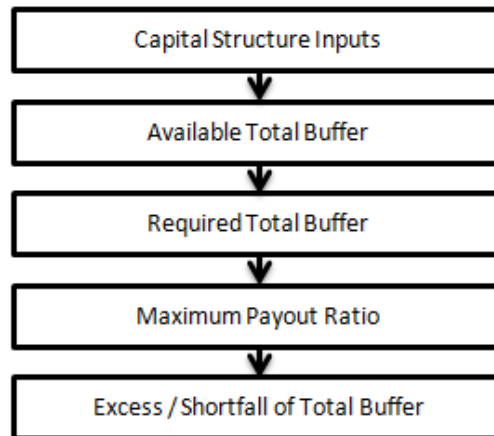 Capital Structure Inputs
Available Total Buffer
Required Total Buffer
Maximum Payout Ratio
Excess / Shortfall of Total Buffer